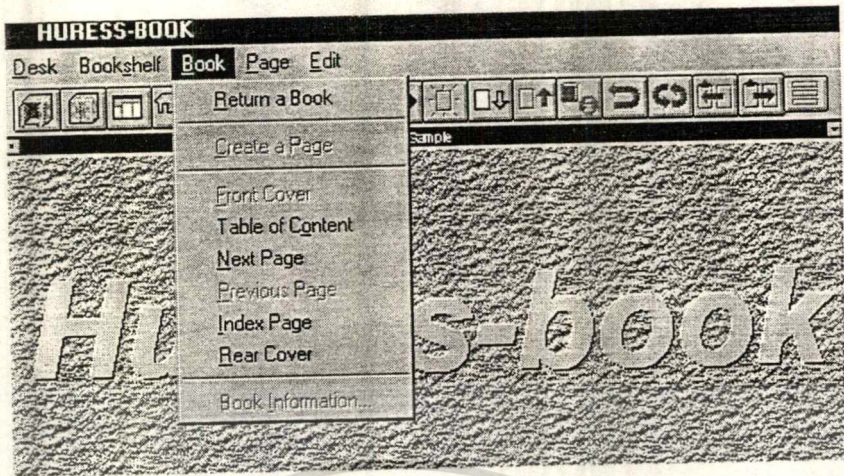 HURESS-BOOK
Desk Bookshelf Book Page Edit
Return a Book
Create a Page
Sample
Front Cover
Table of Content
Next Page
Previous Page
Index Page
Rear Cover
Book Information...
s-book